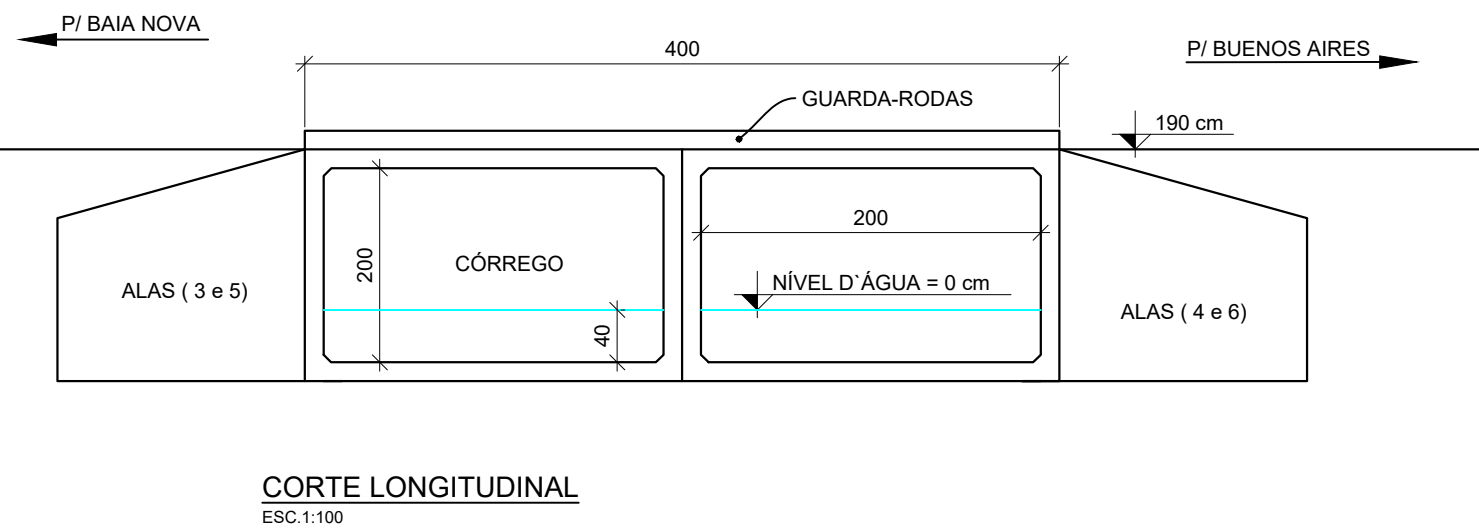 P/ BAIA NOVA
400
P/ BUENOS AIRES
GUARDA-RODAS
190 cm
200
200
CÓRREGO
NÍVEL D`ÁGUA = 0 cm
ALAS ( 3 e 5)
ALAS ( 4 e 6)
40
CORTE LONGITUDINAL
ESC.1:100